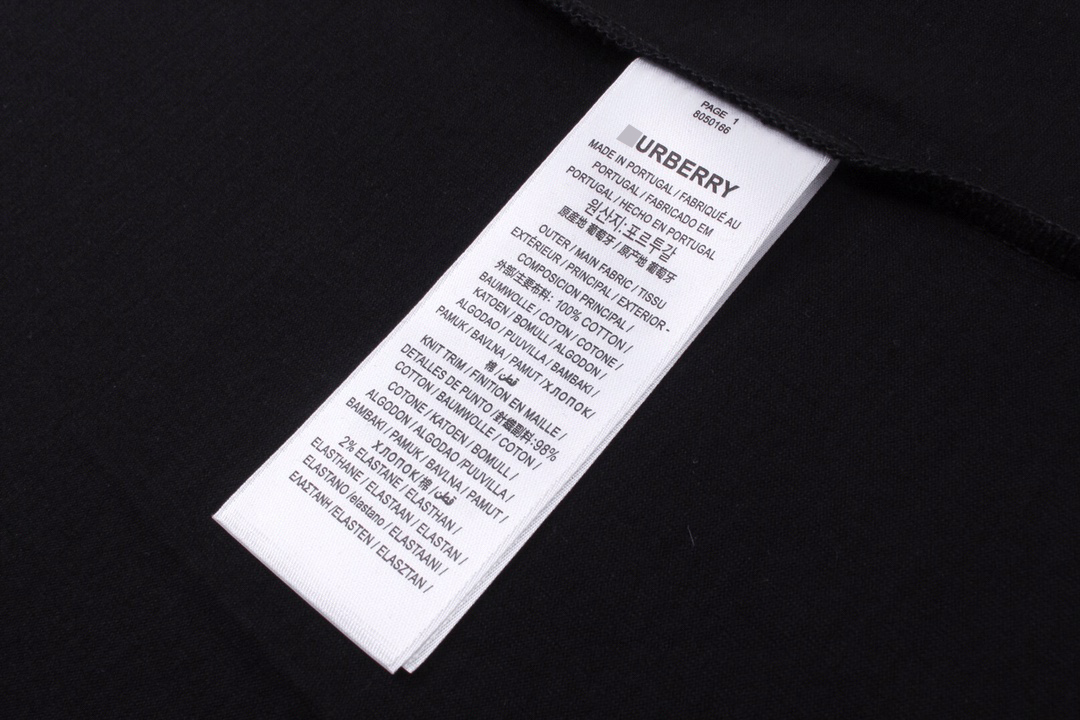 PAGE 1
8050166
URBERRY
MADE IN PORTUGAL / FABRIQUÉ AU
PORTUGAL / FABRICADO EM
PORTUGAL / HECHO EN PORTUGAL
원산지: 포르투갈
原産地 葡萄牙 / 原产地 葡萄牙
OUTER / MAIN FABRIC / TISSU
EXTÉRIEUR / PRINCIPAL / EXTERIOR -
COMPOSICION PRINCIPAL /
外部/主要布料: 100% COTTON /
BAUMWOLLE / COTON / COTONE /
KATOEN / BOMULL / ALGODON /
ALGODAO / PUUVILLA / BAMBAKI /
PAMUK / BAVLNA / PAMUT / ХЛОПОК/
棉 / قطن
KNIT TRIM / FINITION EN MAILLE /
DETALLES DE PUNTO /針織副料:98%
COTTON / BAUMWOLLE / COTON /
COTONE / KATOEN / BOMULL /
ALGODON / ALGODAO /PUUVILLA /
BAMBAKI / PAMUK / BAVLNA / PAMUT /
ХЛОПОК/棉 / قطن
2% ELASTANE / ELASTHAN /
ELASTHANE / ELASTAAN / ELASTAN /
ELASTANO /elastano / ELASTAANI /
ΕΛΑΣΤΑΝΗ /ELASTEN / ELASZTAN /